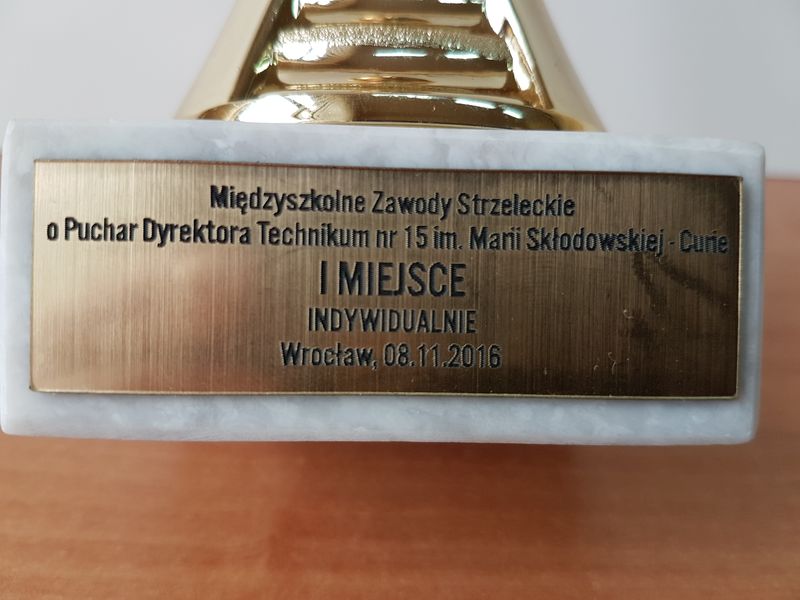 Międzyszkolne Zawody Strzeleckie
o Puchar Dyrektora Technikum nr 15 im. Marii Skłodowskiej - Curie
I MIEJSCE
INDYWIDUALNIE
Wrocław, 08.11.2016